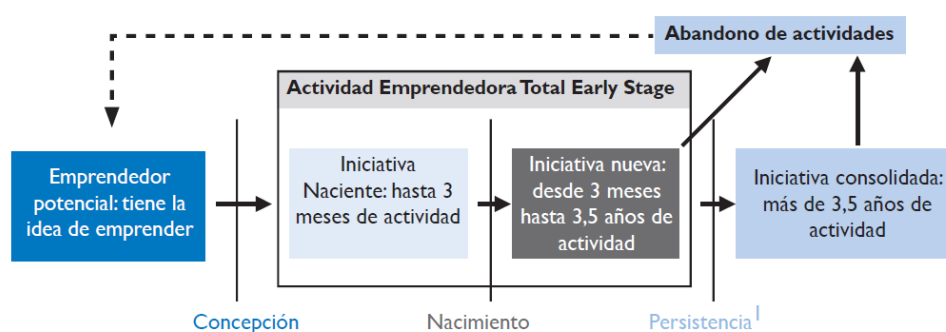 Abandono de actividades
Actividad Emprendedora Total Early Stage
Emprendedor
potencial: tiene la
idea de emprender
Iniciativa
Naciente: hasta 3
meses de actividad
Iniciativa nueva:
desde 3 meses
hasta 3,5 años de
actividad
Iniciativa consolidada:
más de 3,5 años de
actividad
Concepción
Nacimiento
Persistencia¹